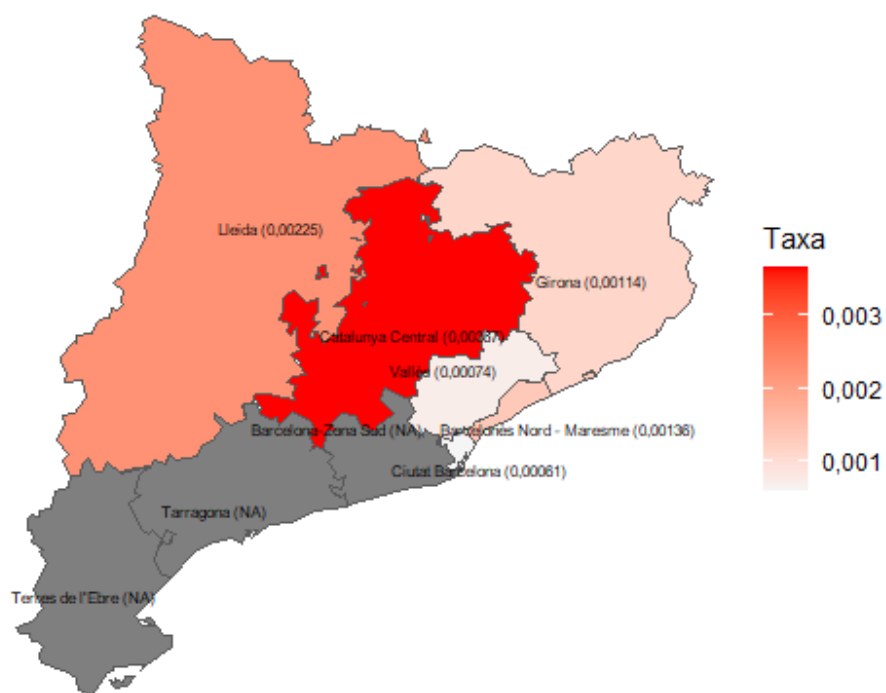 Lleida (0,00225)
Taxa
Girona (0,00114)
0,003
Catalunya Central (0,00367)
Vallès (0,00074)
0,002
Barcelona-Zona Sud (NA)
Barcelonès Nord - Maresme (0,00136)
0,001
Ciutat Barcelona (0,00061)
Tarragona (NA)
Terres de l'Ebre (NA)